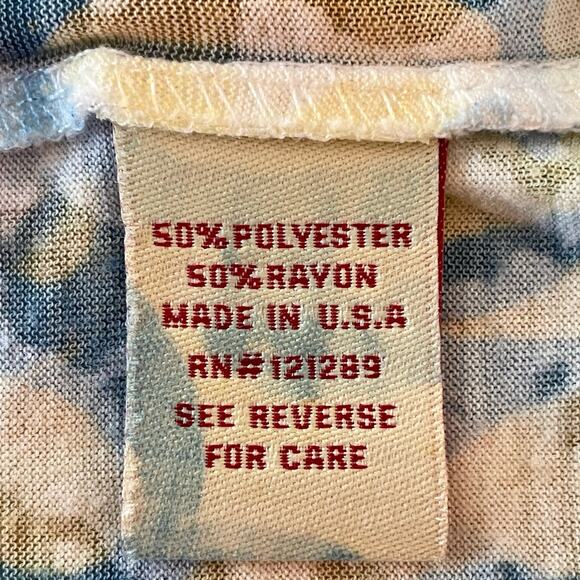 50% POLYESTER
50% RAYON
MADE IN U.S.A
RN# 121289
SEE REVERSE
FOR CARE